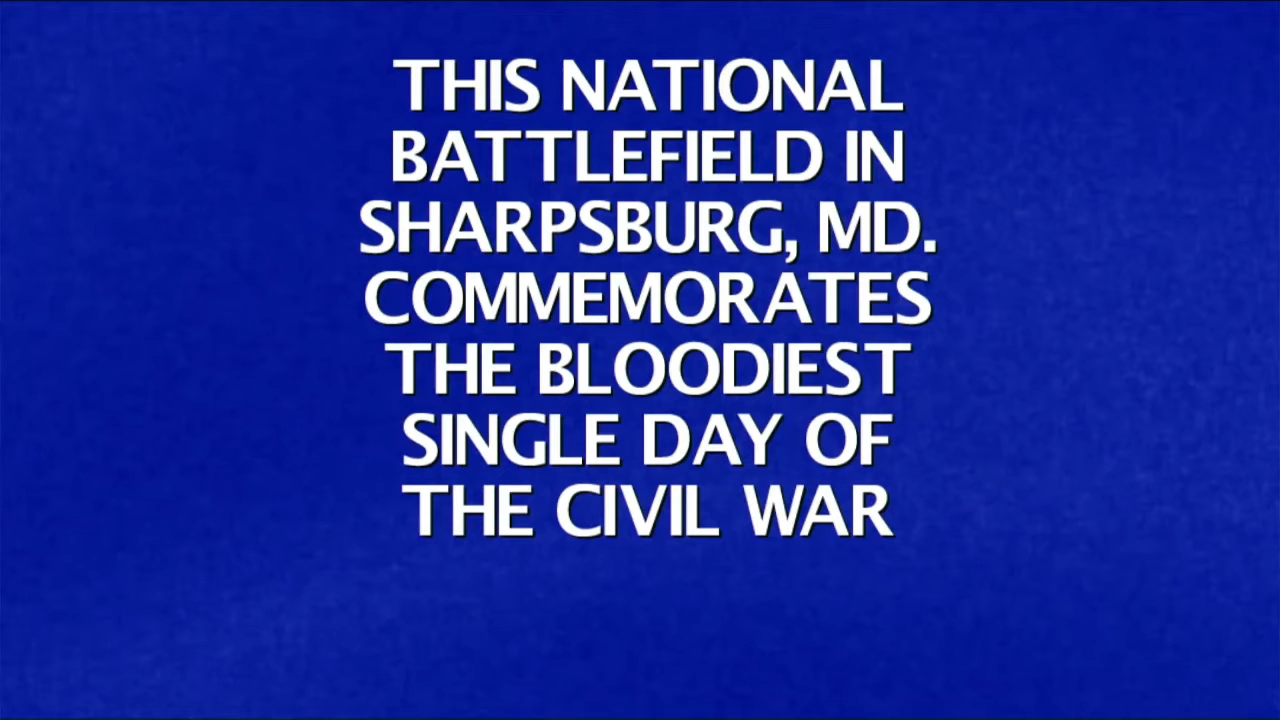 THIS NATIONAL
BATTLEFIELD IN
SHARPSBURG, MD.
COMMEMORATES
THE BLOODIEST
SINGLE DAY OF
THE CIVIL WAR